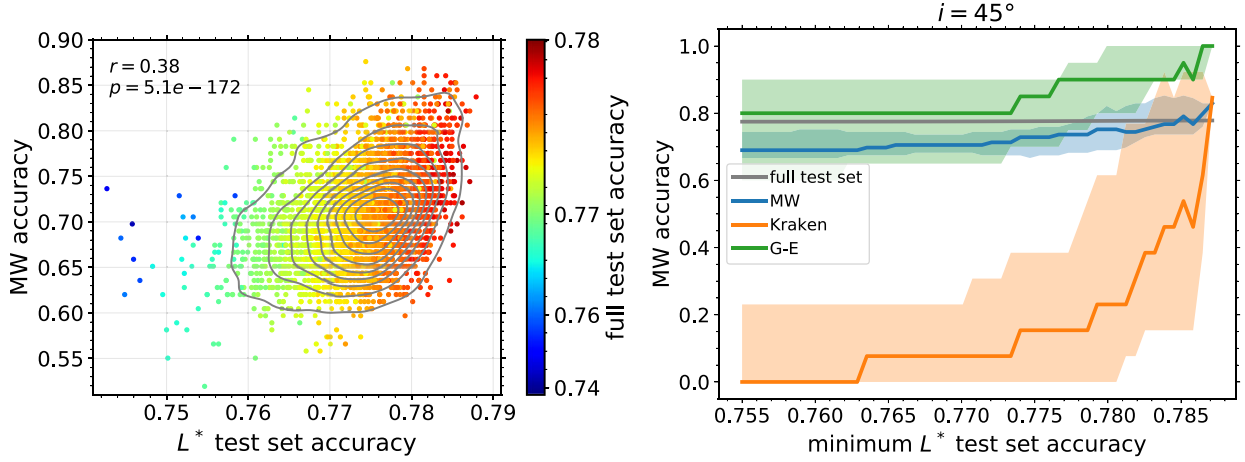 0.90
0.85
0.80
0.75
0.70
0.65
0.60
0.55
MW accuracy
r = 0.38
p = 5.1e − 172
0.75
0.76
0.77
0.78
0.79
L* test set accuracy
0.78
0.77
0.76
0.74
full test set accuracy
i = 45°
1.0
0.8
0.6
0.4
0.2
0.0
MW accuracy
full test set
MW
Kraken
G-E
0.755
0.760
0.765
0.770
0.775
0.780
0.785
minimum L* test set accuracy